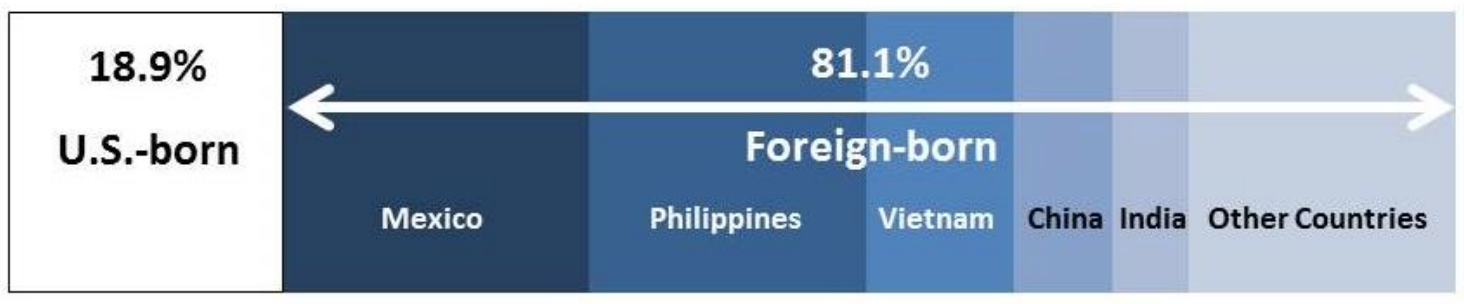 18.9%
U.S.-born
81.1%
Foreign-born
Mexico
Philippines
Vietnam
China
India
Other Countries